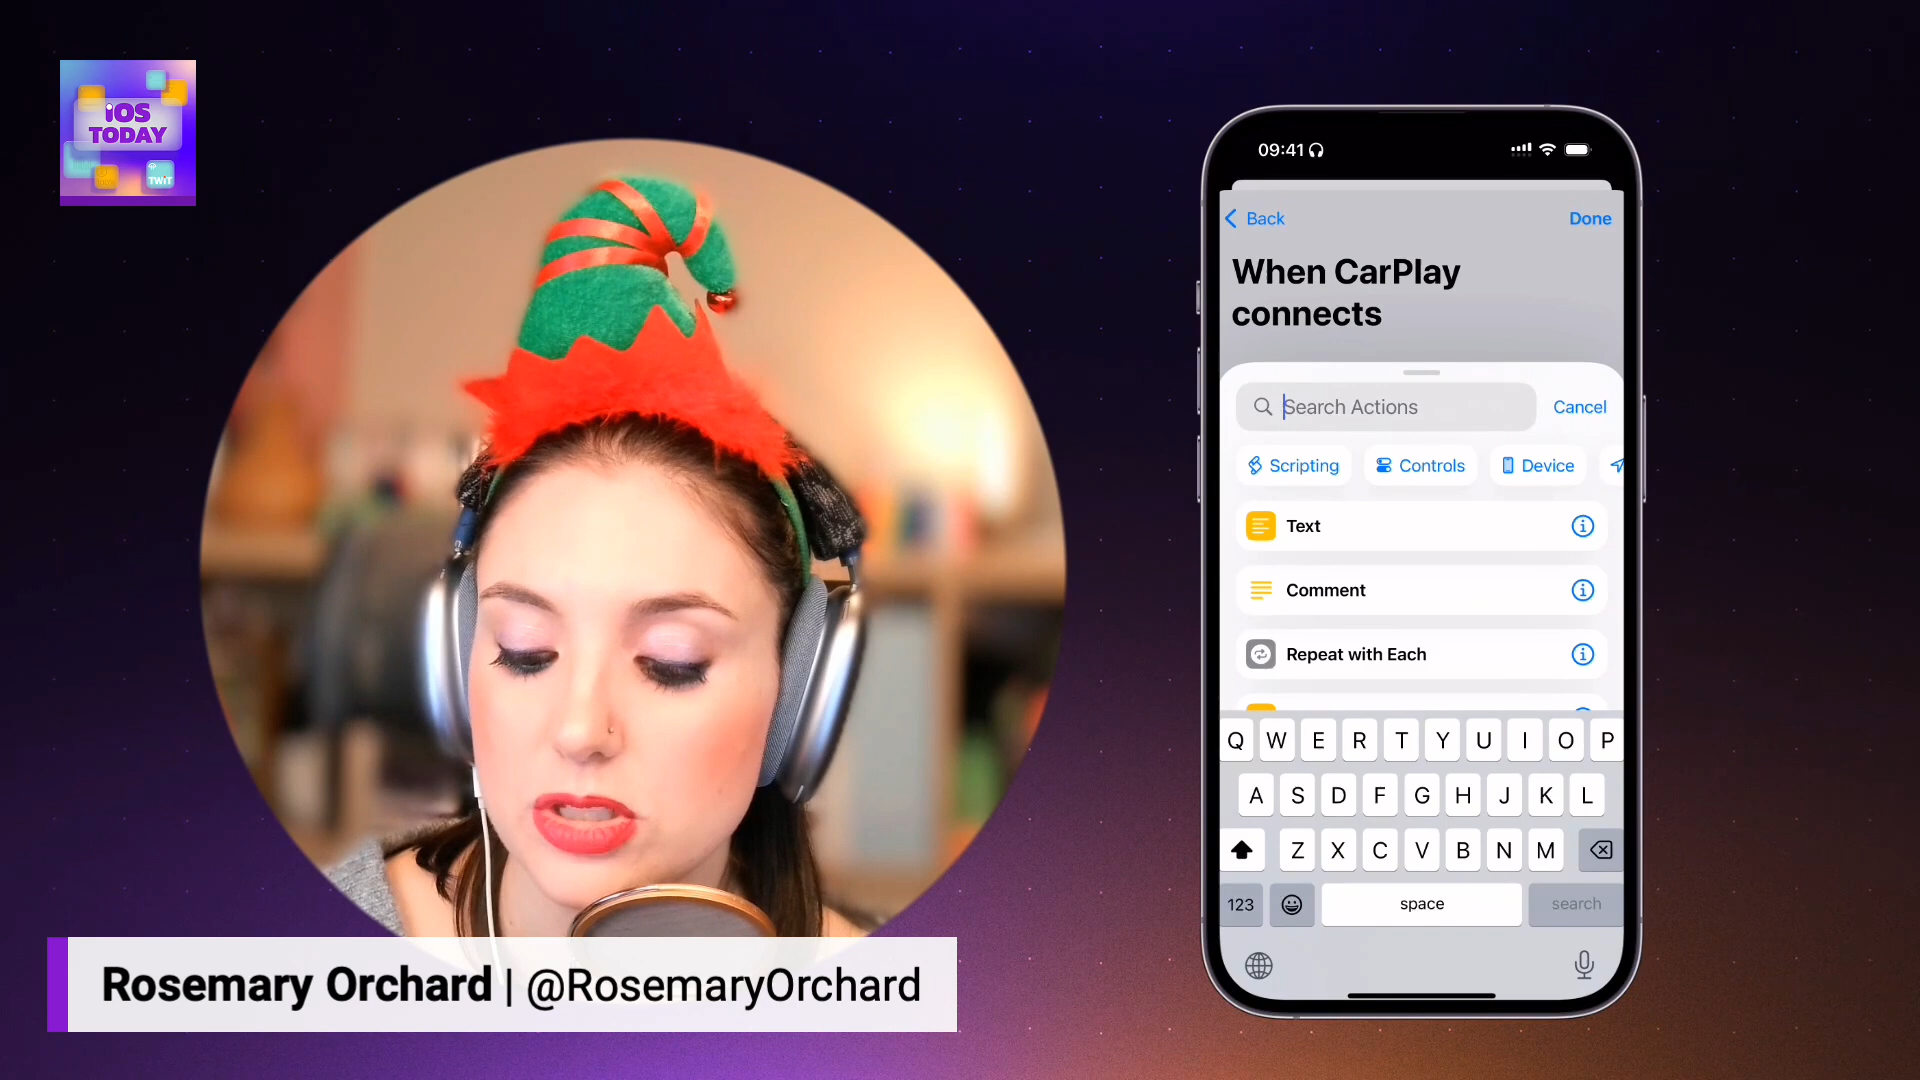 iOS
TODAY
TWiT
09:41
Back
Done
When CarPlay
connects
Search Actions
Cancel
Scripting
Controls
Device
Text
Comment
Repeat with Each
Q W E R T Y U I O P
A S D F G H J K L
Z X C V B N M
123
space
search
Rosemary Orchard | @RosemaryOrchard